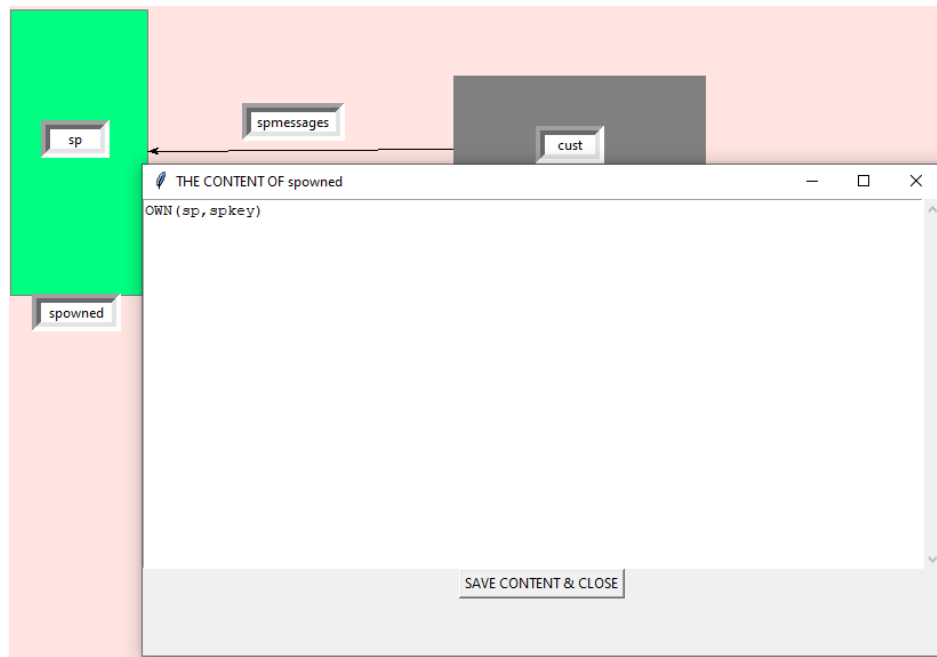 spmessages
sp
cust
THE CONTENT OF spowned
OWN(sp,spkey)
spowned
SAVE CONTENT & CLOSE